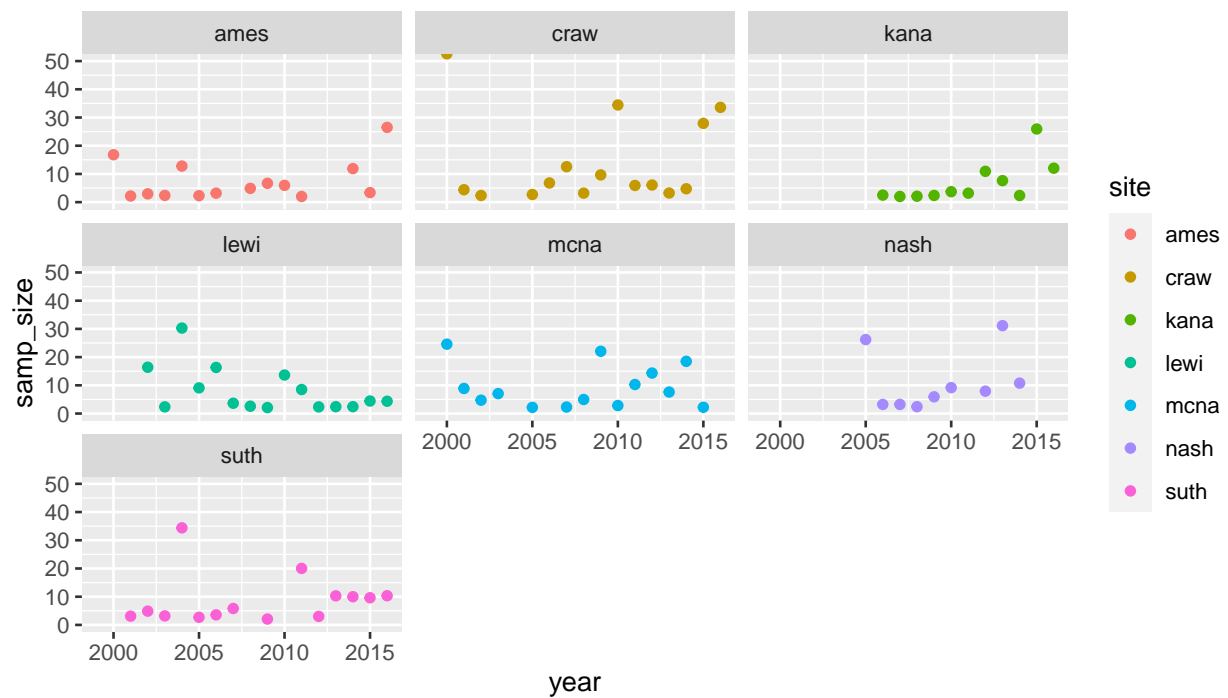 ames craw kana
50
40
30
20
10
0
lewi mcna nash
50
40
30
20
10
0
2000 2005 2010 2015 2000 2005 2010 2015
suth
50
40
30
20
10
0
2000 2005 2010 2015
samp_size
year
site
ames
craw
kana
lewi
mcna
nash
suth